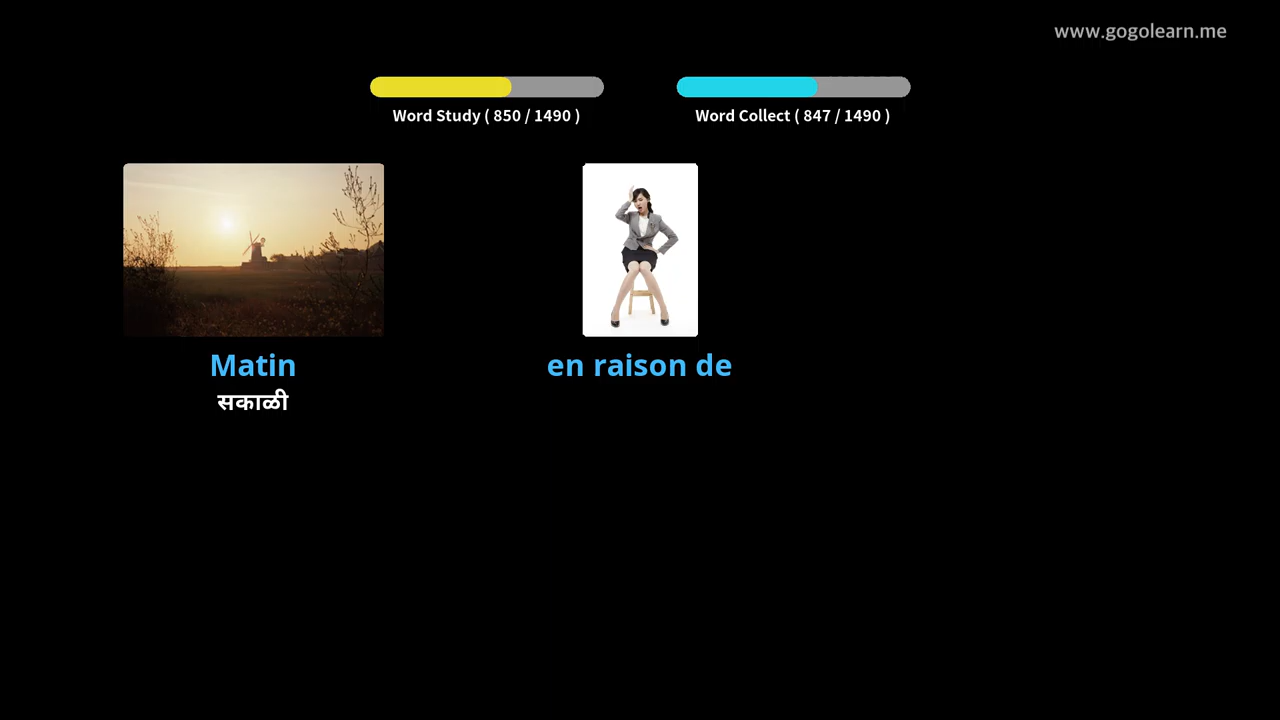 www.gogolearn.me
Word Study ( 850 / 1490 )
Word Collect ( 847 / 1490 )
Matin
सकाळी
en raison de